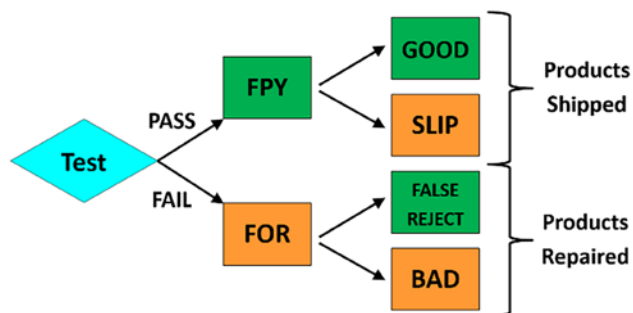 Test
PASS
FAIL
FPY
FOR
GOOD
SLIP
FALSE
REJECT
BAD
Products
Shipped
Products
Repaired